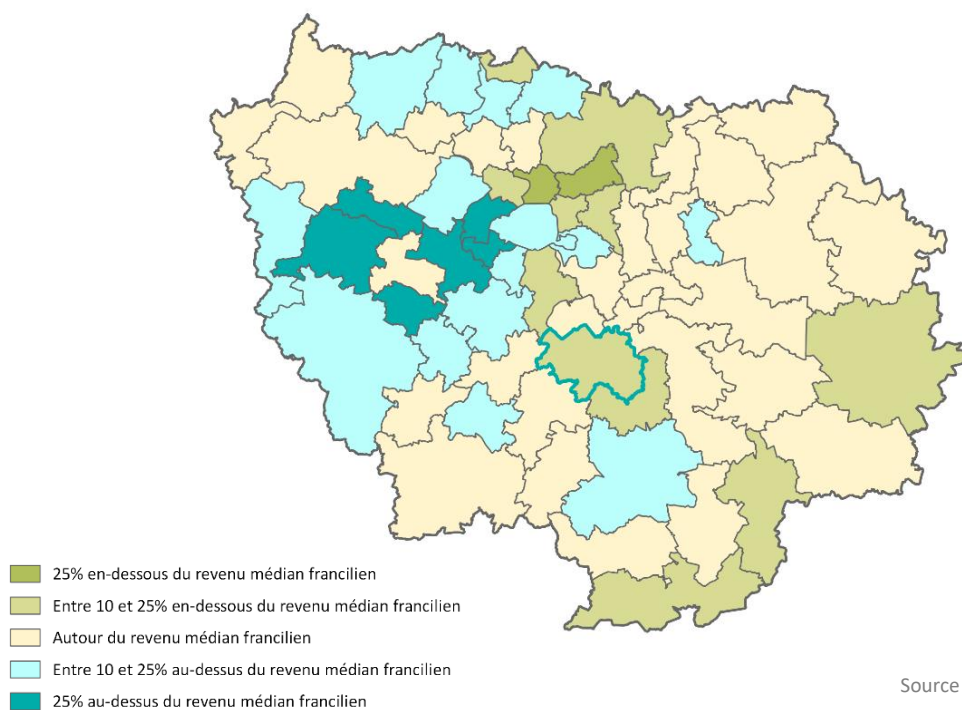 25% en-dessous du revenu médian francilien
Entre 10 et 25% en-dessous du revenu médian francilien
Autour du revenu médian francilien
Entre 10 et 25% au-dessus du revenu médian francilien
25% au-dessus du revenu médian francilien
Source